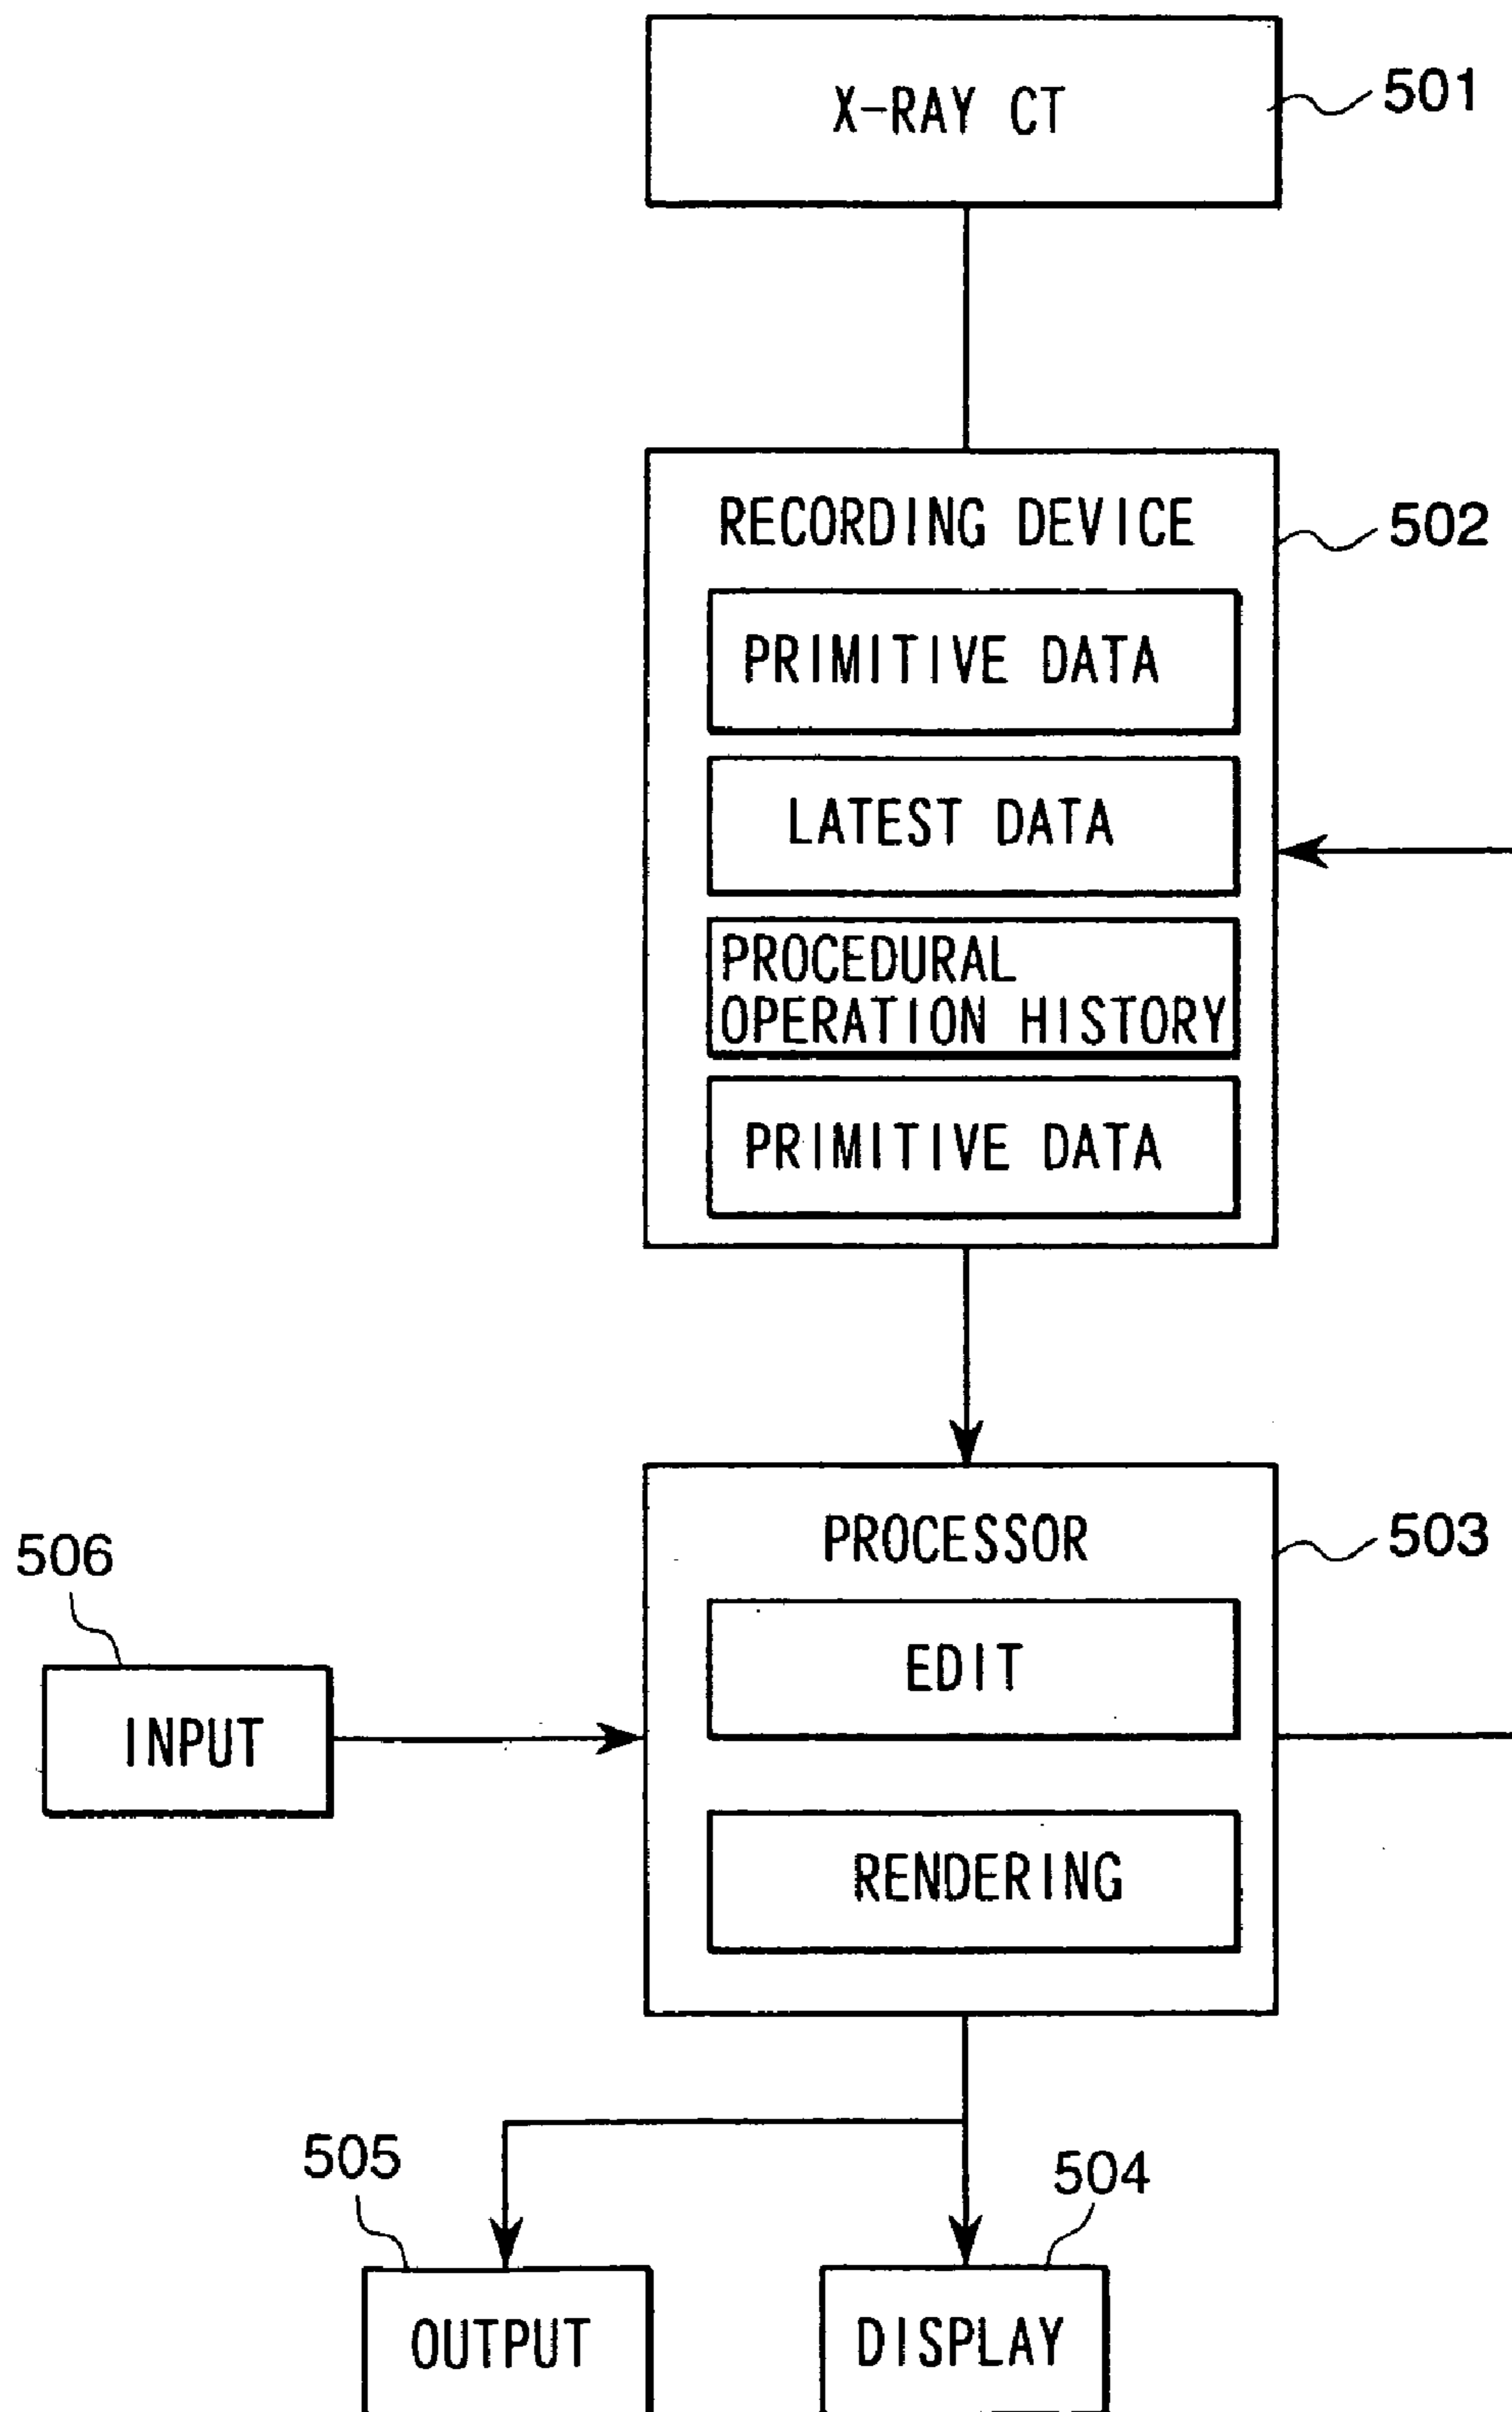 X-RAY CT
501
RECORDING DEVICE
502
PRIMITIVE DATA
LATEST DATA
PROCEDURAL
OPERATION HISTORY
PRIMITIVE DATA
PROCESSOR
503
506
EDIT
INPUT
RENDERING
505
504
OUTPUT
DISPLAY